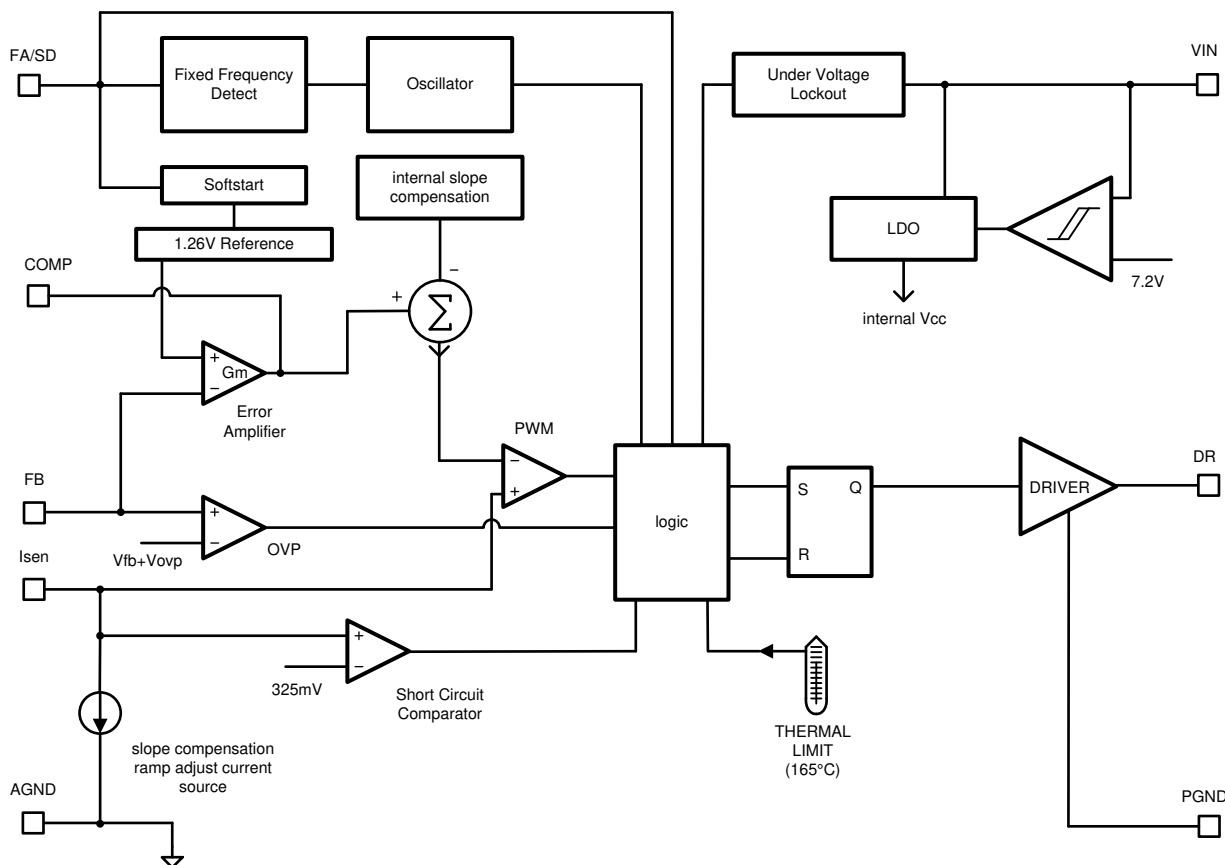 FA/SD
Fixed Frequency
Detect
Oscillator
Under Voltage
Lockout
VIN
Softstart
internal slope
compensation
1.26V Reference
LDO
7.2V
internal Vcc
COMP
–
+
Σ
+
Gm
–
Error
Amplifier
PWM
–
+
FB
+
–
Vfb+Vovp
OVP
logic
S
Q
R
DRIVER
DR
Isen
+
–
325mV
Short Circuit
Comparator
THERMAL
LIMIT
(165°C)
slope compensation
ramp adjust current
source
AGND
PGND